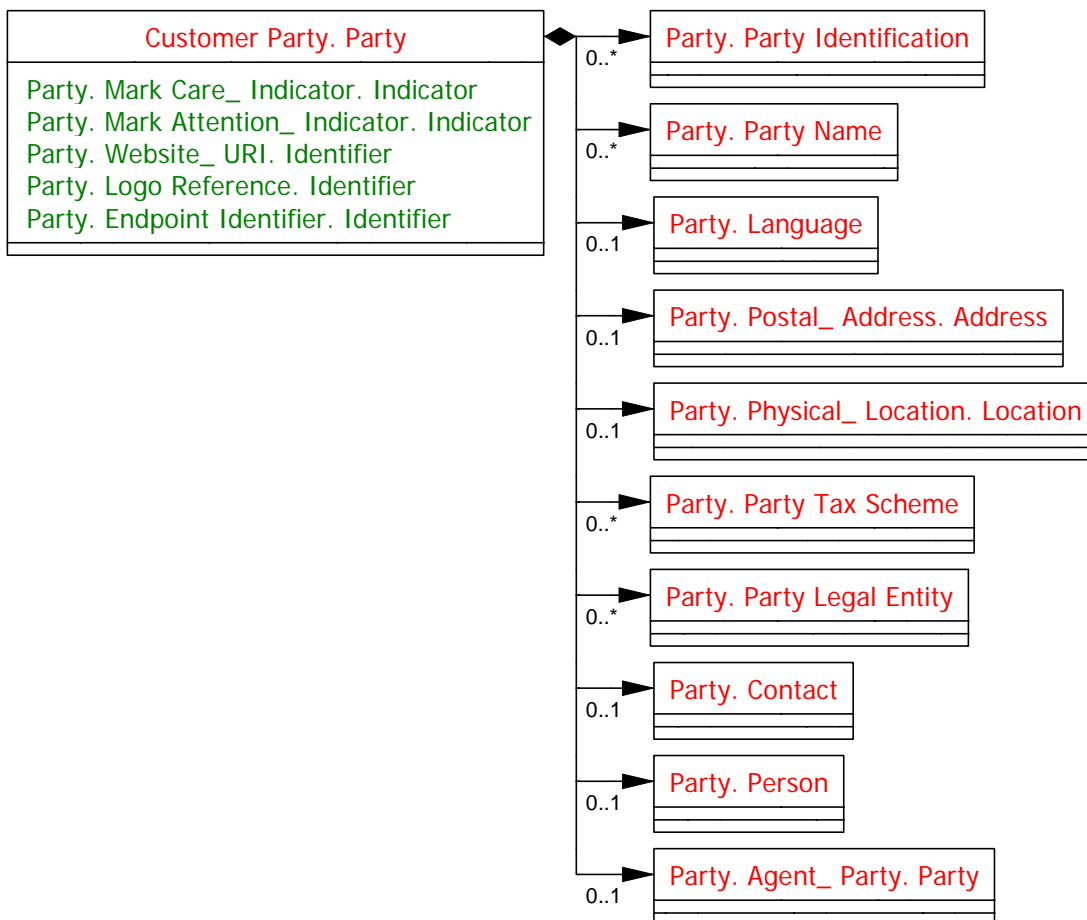 Customer Party. Party
Party. Mark Care_ Indicator. Indicator
Party. Mark Attention_ Indicator. Indicator
Party. Website_ URI. Identifier
Party. Logo Reference. Identifier
Party. Endpoint Identifier. Identifier
0..*
Party. Party Identification
0..*
Party. Party Name
0..1
Party. Language
0..1
Party. Postal_ Address. Address
0..1
Party. Physical_ Location. Location
0..*
Party. Party Tax Scheme
0..*
Party. Party Legal Entity
0..1
Party. Contact
0..1
Party. Person
0..1
Party. Agent_ Party. Party